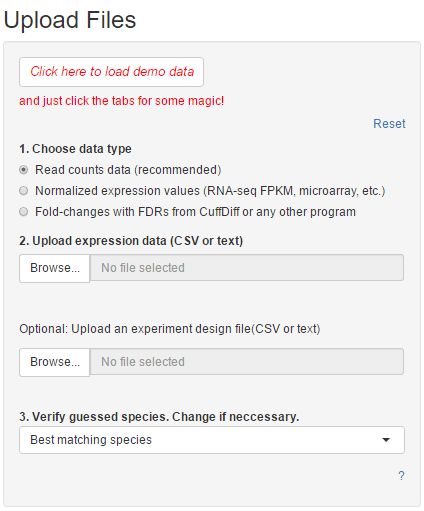 Upload Files
Click here to load demo data
and just click the tabs for some magic!
Reset
1. Choose data type
Read counts data (recommended)
Normalized expression values (RNA-seq FPKM, microarray, etc.)
Fold-changes with FDRs from CuffDiff or any other program
2. Upload expression data (CSV or text)
Browse... No file selected
Optional: Upload an experiment design file(CSV or text)
Browse... No file selected
3. Verify guessed species. Change if neccessary.
Best matching species
?